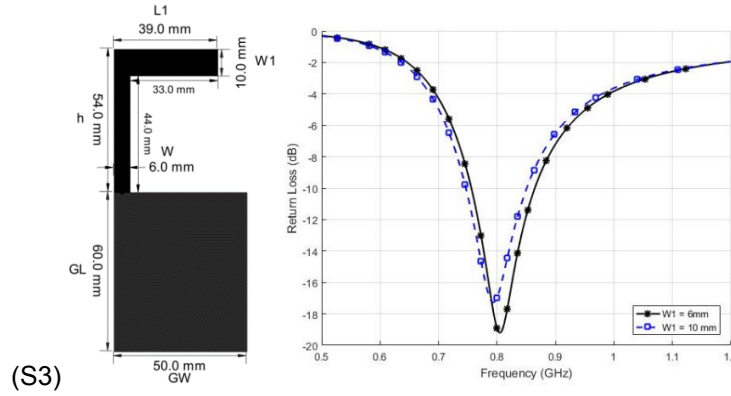 L1
39.0 mm
W1
10.0 mm
33.0 mm
h
54.0 mm
44.0 mm
W
6.0 mm
GL
60.0 mm
50.0 mm
GW
(S3)
0
-2
-4
-6
-8
-10
-12
-14
-16
-18
-20
Return Loss (dB)
0.5
0.6
0.7
0.8
0.9
1
1.1
1.
Frequency (GHz)
W1 = 6mm
W1 = 10 mm